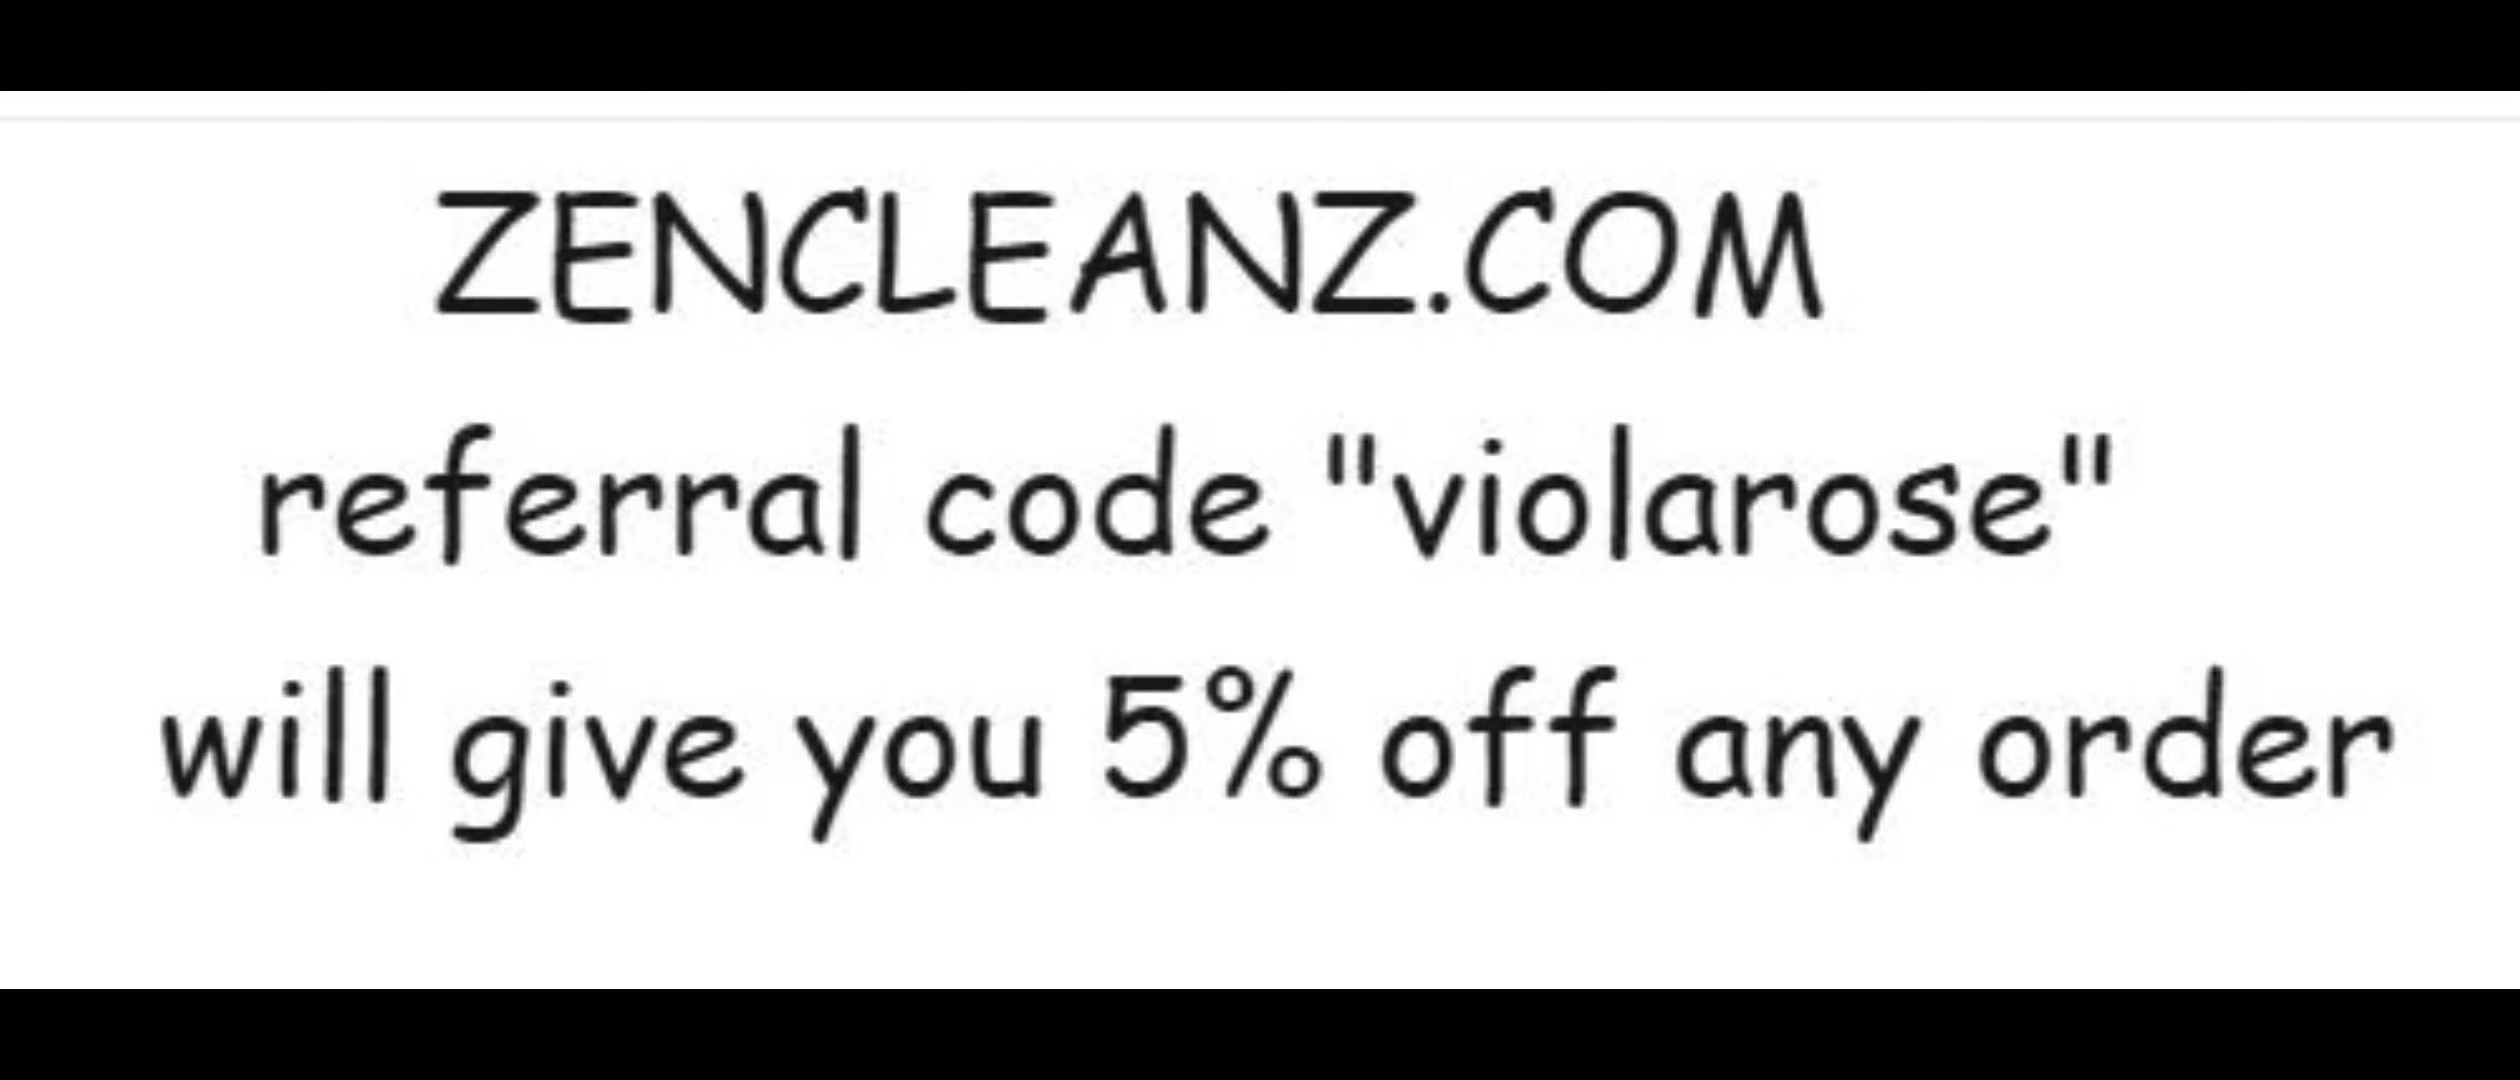 ZENCLEANZ.COM
referral code "violarose"
will give you 5% off any order